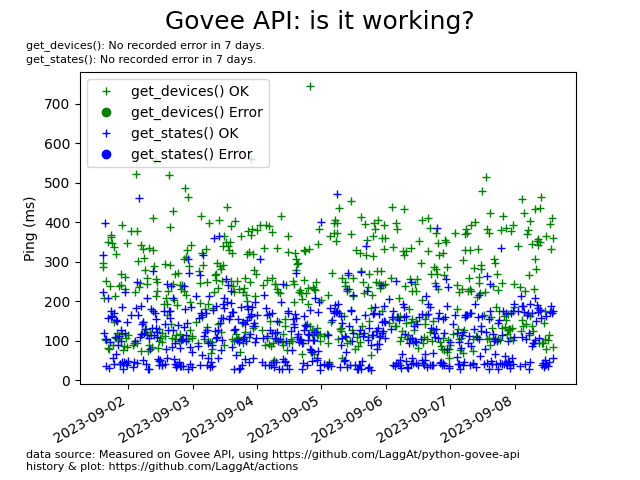 Govee API: is it working?
get_devices(): No recorded error in 7 days.
get_states(): No recorded error in 7 days.
get_devices() OK
get_devices() Error
get_states() OK
get_states() Error
Ping (ms)
700
600
500
400
300
200
100
0
2023-09-02
2023-09-03
2023-09-04
2023-09-05
2023-09-06
2023-09-07
2023-09-08
data source: Measured on Govee API, using https://github.com/LaggAt/python-govee-api
history & plot: https://github.com/LaggAt/actions